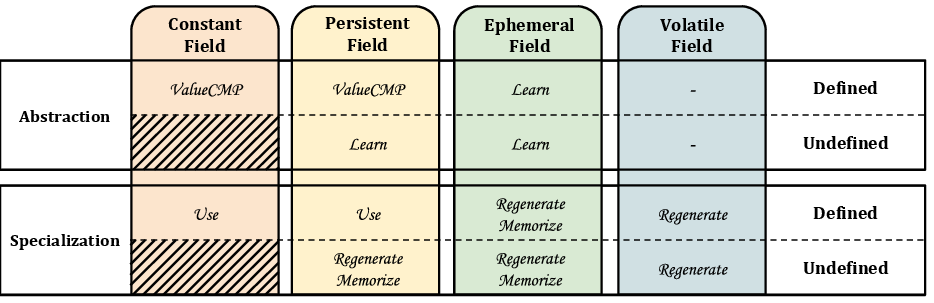 Constant Field
Persistent Field
Ephemeral Field
Volatile Field
Abstraction
ValueCMP
ValueCMP
Learn
-
Defined
Learn
Learn
-
Undefined
Specialization
Use
Use
Regenerate
Memorize
Regenerate
Defined
Regenerate
Memorize
Regenerate
Memorize
Regenerate
Undefined